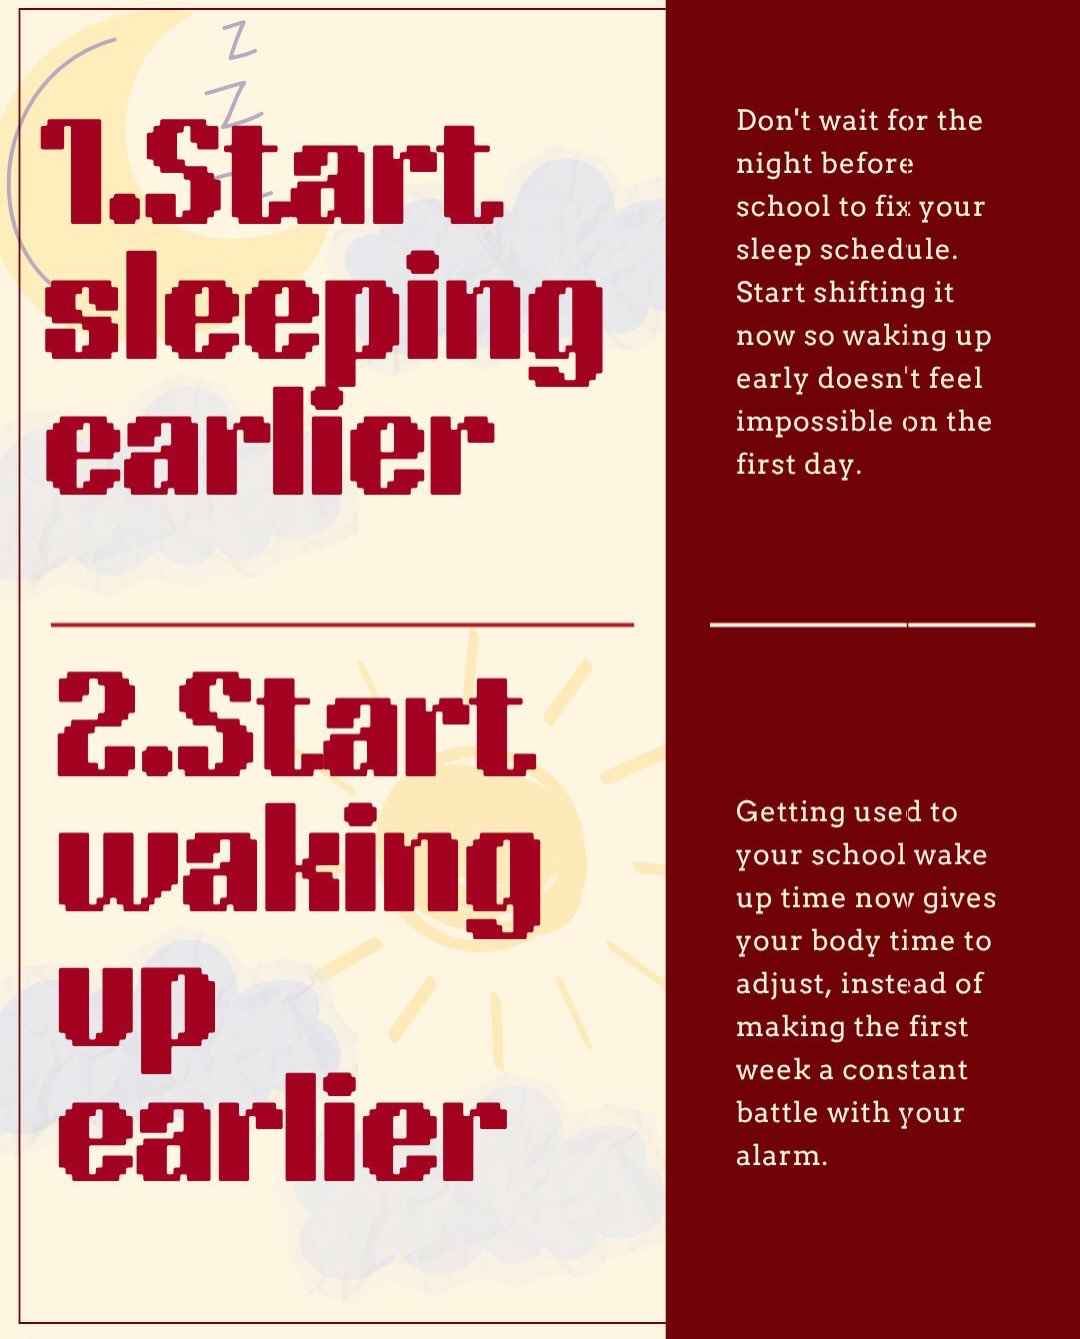 1.Start
sleeping
earlier
Don't wait for the
night before
school to fix your
sleep schedule.
Start shifting it
now so waking up
early doesn't feel
impossible on the
first day.
2.Start
waking
up
earlier
Getting used to
your school wake
up time now gives
your body time to
adjust, instead of
making the first
week a constant
battle with your
alarm.
z
z
z